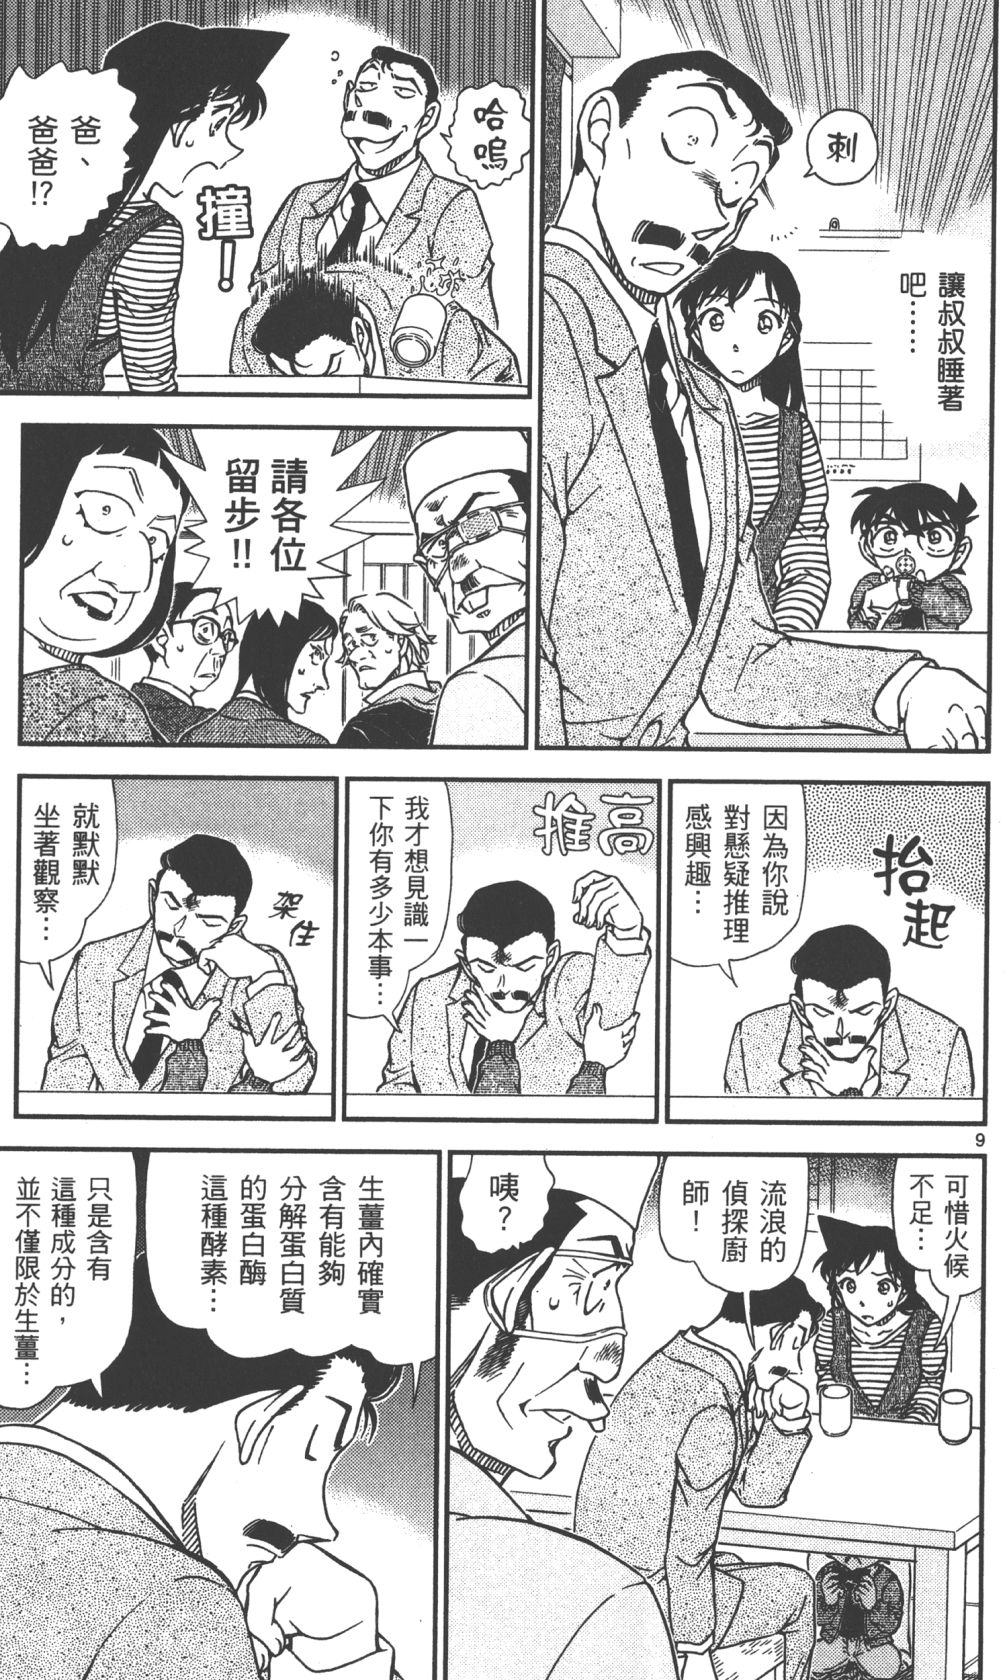 刺
讓叔叔睡著
吧……
哈
嗚
撞！
爸、
爸爸!?
請各位
留步!!
抬起
因為你說
對懸疑推理
感興趣…
推高
我才想見識一
下你有多少本事…
架住
就默默
坐著觀察…
9
可惜火候
不足…
流浪的
偵探廚
師！
咦？
生薑內確實
含有能夠
分解蛋白質
的蛋白酶
這種酵素…
只是含有
這種成分的，
並不僅限於生薑…